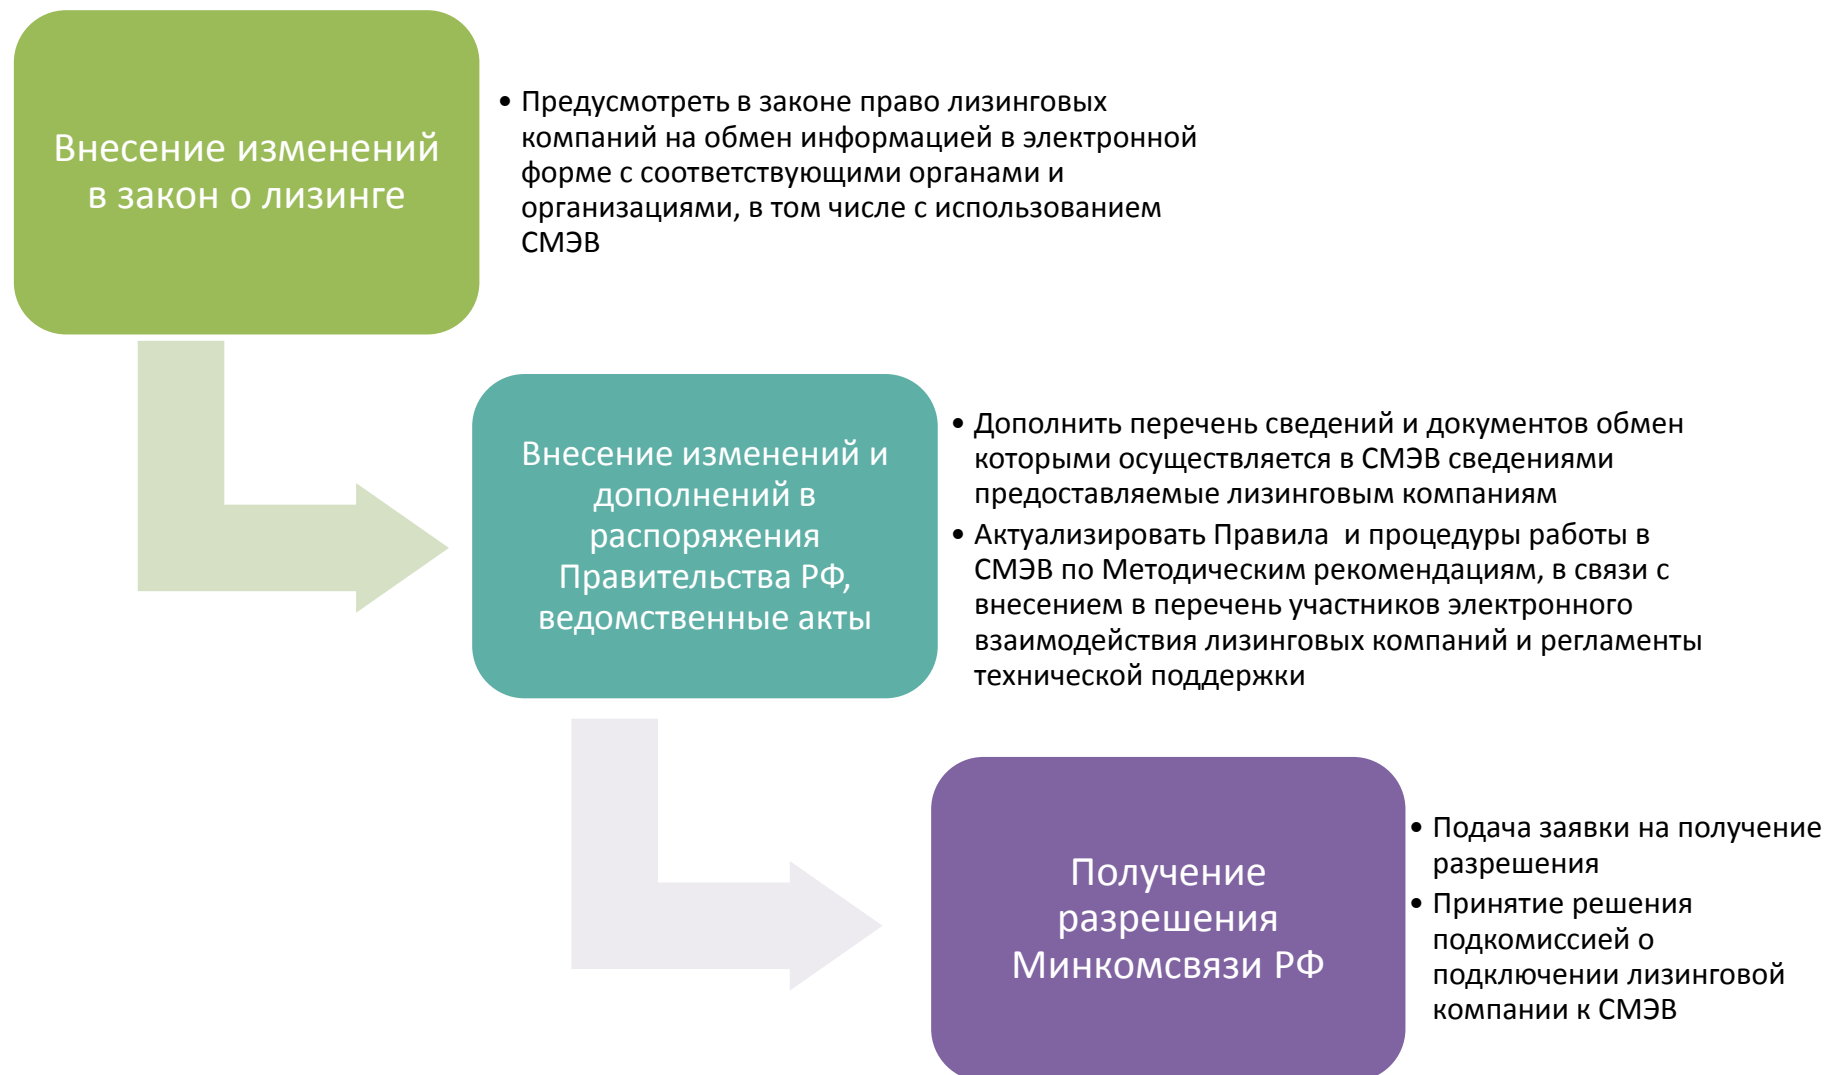 Внесение изменений
в закон о лизинге
• Предусмотреть в законе право лизинговых
компаний на обмен информацией в электронной
форме с соответствующими органами и
организациями, в том числе с использованием
СМЭВ
Внесение изменений и
дополнений в
распоряжения
Правительства РФ,
ведомственные акты
• Дополнить перечень сведений и документов обмен
которыми осуществляется в СМЭВ сведениями
предоставляемые лизинговым компаниям
• Актуализировать Правила  и процедуры работы в
СМЭВ по Методическим рекомендациям, в связи с
внесением в перечень участников электронного
взаимодействия лизинговых компаний и регламенты
технической поддержки
Получение
разрешения
Минкомсвязи РФ
• Подача заявки на получение
разрешения
• Принятие решения
подкомиссией о
подключении лизинговой
компании к СМЭВ